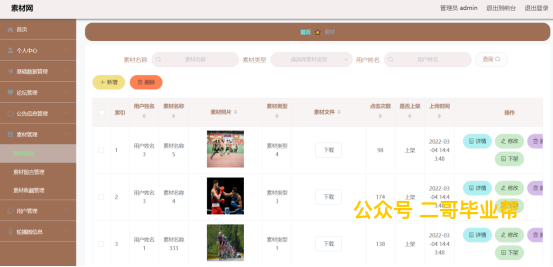 素材网
管理员 admin 退出到前台 退出登录
首页
个人中心
基础数据管理
论坛管理
公告信息管理
素材管理
素材留言管理
素材收藏管理
用户管理
轮播图信息
首页 素材
素材名称 素材名称 素材类型 请选择素材类型 用户姓名 用户姓名 查询
+ 新增 删除
索引 用户姓名 素材名称 素材照片 素材类型 素材文件 点击次数 是否上架 上传时间 操作
1 用户姓名3 素材名称5 素材类型4 下载 98 上架 2022-03-04 14:43:48 详情 修改 下架
2 用户姓名3 素材名称4 素材类型3 下载 174 上架 2022-03-04 14:43:48 详情 修改
3 用户姓名1 素材名称333 素材类型1 下载 138 上架 2022-03-04 14:43:48 详情 修改 下架
公众号 二哥毕业帮